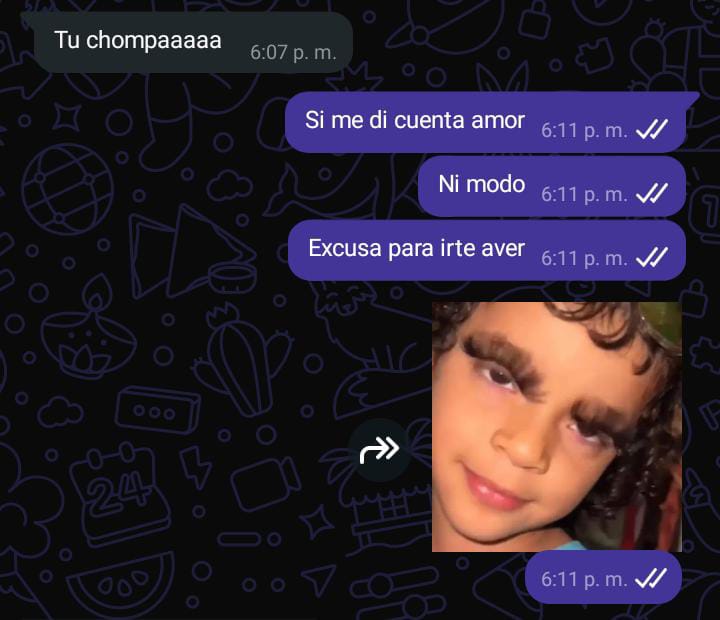 Tu chompaaaaa 6:07 p. m.
Si me di cuenta amor 6:11 p. m.
Ni modo 6:11 p. m.
Excusa para irte aver 6:11 p. m.
24
6:11 p. m.